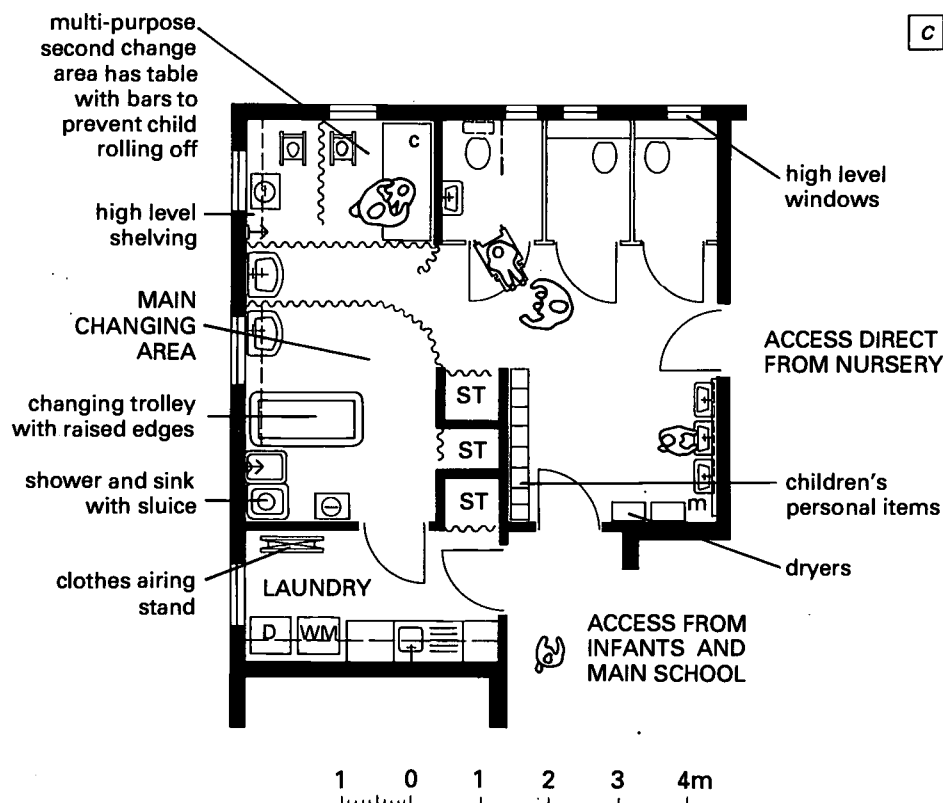 multi-purpose
second change
area has table
with bars to
prevent child
rolling off
c
c
high level
windows
high level
shelving
MAIN
CHANGING
AREA
ACCESS DIRECT
FROM NURSERY
changing trolley
with raised edges
ST
ST
ST
shower and sink
with sluice
children's
personal items
m
dryers
clothes airing
stand
LAUNDRY
D
WM
ACCESS FROM
INFANTS AND
MAIN SCHOOL
1 0 1 2 3 4m